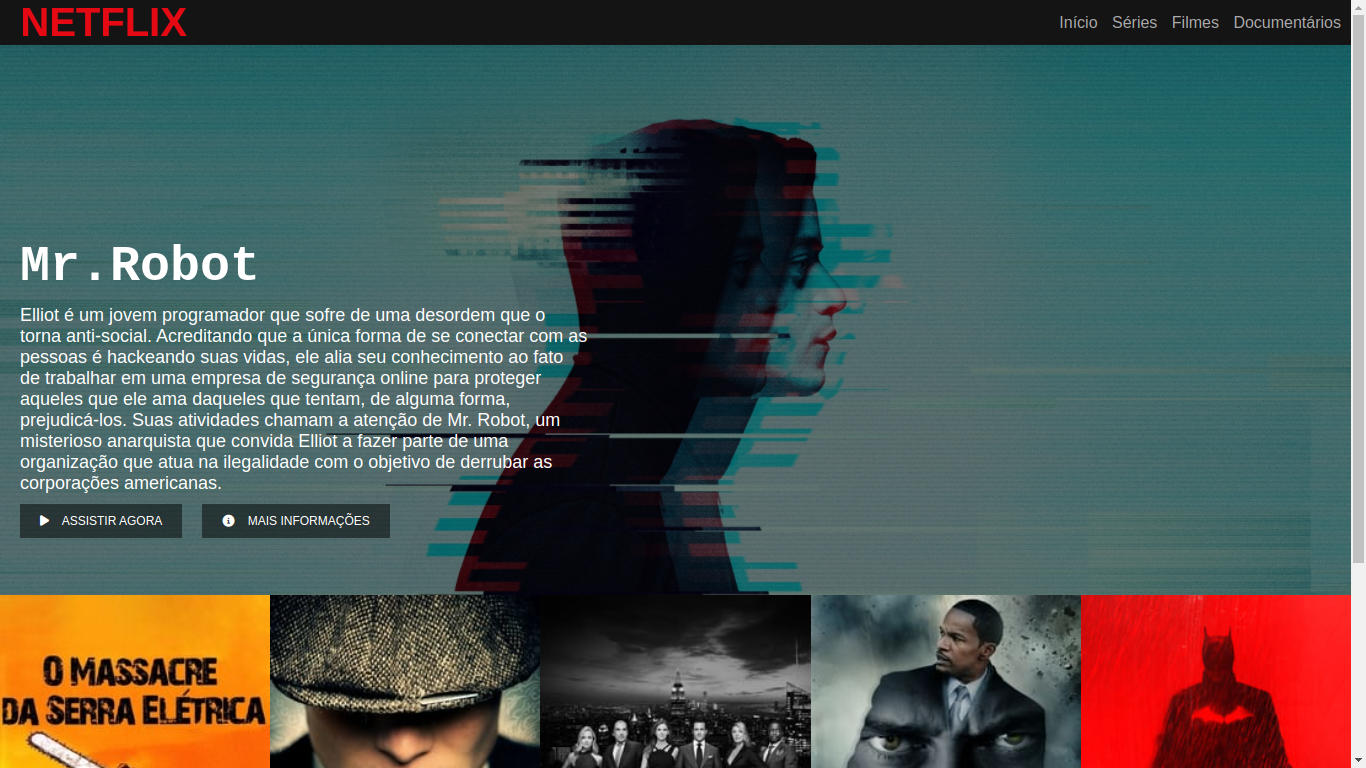 NETFLIX
Início Séries Filmes Documentários
Mr.Robot
Elliot é um jovem programador que sofre de uma desordem que o
torna anti-social. Acreditando que a única forma de se conectar com as
pessoas é hackeando suas vidas, ele alia seu conhecimento ao fato
de trabalhar em uma empresa de segurança online para proteger
aqueles que ele ama daqueles que tentam, de alguma forma,
prejudicá-los. Suas atividades chamam a atenção de Mr. Robot, um
misterioso anarquista que convida Elliot a fazer parte de uma
organização que atua na ilegalidade com o objetivo de derrubar as
corporações americanas.
ASSISTIR AGORA
MAIS INFORMAÇÕES
O MASSACRE
DA SERRA ELÉTRICA